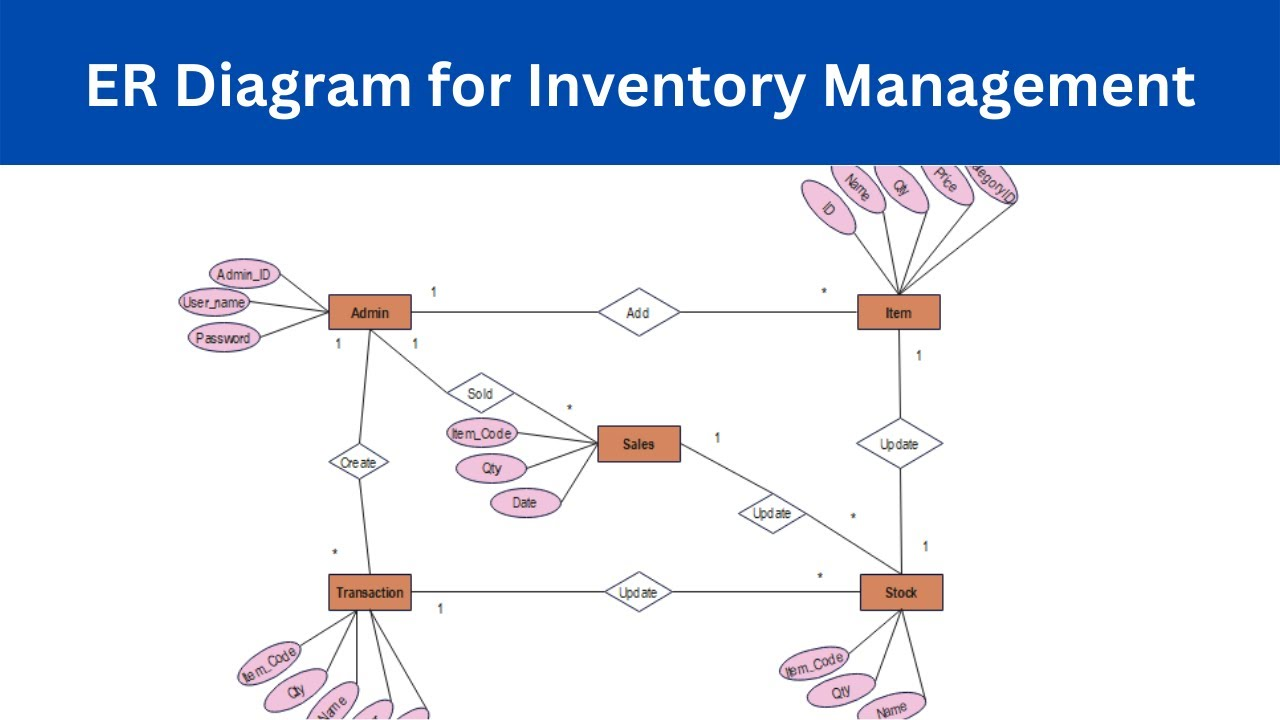 ER Diagram for Inventory Management
ID
Name
Qty
Price
Admin_ID
User_name
Password
Admin
1
Add
*
Item
1
1
1
Sold
*
Item_Code
Qty
Date
Sales
1
Update
Create
Update
*
1
*
Transaction
1
Update
*
Stock
Item_Code
Qty
Name
Item_Code
Qty
Name